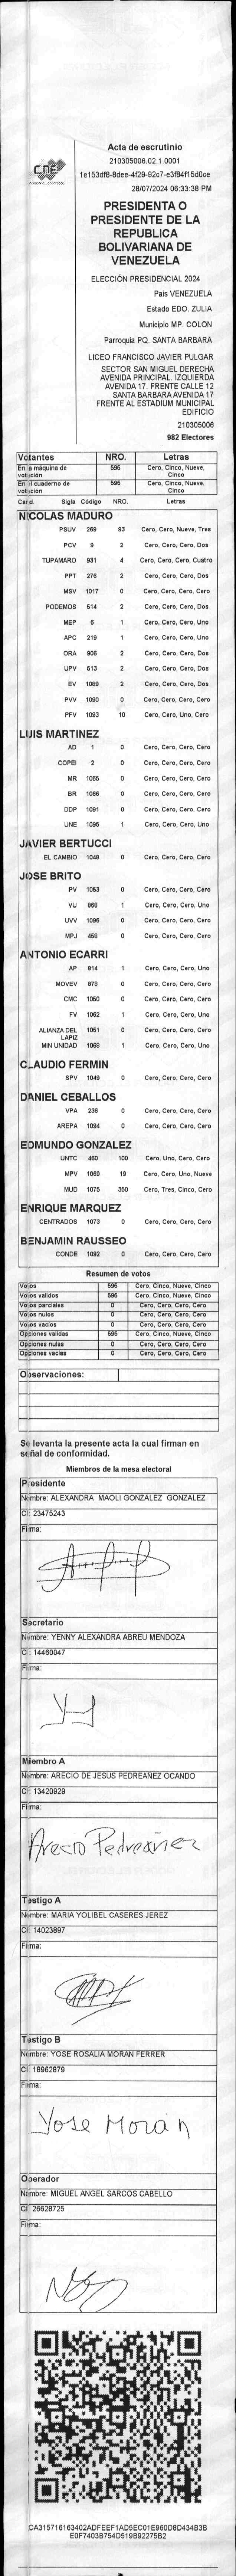 Acta de escrutinio
CNE
210305006.02.1.0001
1e153df8-8dee-4f29-92c7-e3f84f15d0ce
28/07/2024 06:33:38 PM
PRESIDENTA O
PRESIDENTE DE LA
REPUBLICA
BOLIVARIANA DE
VENEZUELA
ELECCIÓN PRESIDENCIAL 2024
País VENEZUELA
Estado EDO. ZULIA
Municipio MP. COLON
Parroquia PQ. SANTA BARBARA
LICEO FRANCISCO JAVIER PULGAR
SECTOR SAN MIGUEL DERECHA
AVENIDA PRINCIPAL. IZQUIERDA
AVENIDA 17. FRENTE CALLE 12
SANTA BARBARA AVENIDA 17
FRENTE AL ESTADIUM MUNICIPAL
EDIFICIO
210305006
982 Electores
Votantes NRO. Letras
En la máquina de votación 595 Cero, Cinco, Nueve, Cinco
En el cuaderno de votación 595 Cero, Cinco, Nueve, Cinco
Cand. Sigla Código NRO. Letras
NICOLAS MADURO
PSUV 269 93 Cero, Cero, Nueve, Tres
PCV 9 2 Cero, Cero, Cero, Dos
TUPAMARO 931 4 Cero, Cero, Cero, Cuatro
PPT 276 2 Cero, Cero, Cero, Dos
MSV 1017 0 Cero, Cero, Cero, Cero
PODEMOS 514 2 Cero, Cero, Cero, Dos
MEP 6 1 Cero, Cero, Cero, Uno
APC 219 1 Cero, Cero, Cero, Uno
ORA 906 2 Cero, Cero, Cero, Dos
UPV 513 2 Cero, Cero, Cero, Dos
EV 1089 2 Cero, Cero, Cero, Dos
PVV 1090 0 Cero, Cero, Cero, Cero
PFV 1093 10 Cero, Cero, Uno, Cero
LUIS MARTINEZ
AD 1 0 Cero, Cero, Cero, Cero
COPEI 2 0 Cero, Cero, Cero, Cero
MR 1065 0 Cero, Cero, Cero, Cero
BR 1066 0 Cero, Cero, Cero, Cero
DDP 1091 0 Cero, Cero, Cero, Cero
UNE 1095 1 Cero, Cero, Cero, Uno
JAVIER BERTUCCI
EL CAMBIO 1048 0 Cero, Cero, Cero, Cero
JOSE BRITO
PV 1053 0 Cero, Cero, Cero, Cero
VU 868 1 Cero, Cero, Cero, Uno
UVV 1096 0 Cero, Cero, Cero, Cero
MPJ 458 0 Cero, Cero, Cero, Cero
ANTONIO ECARRI
AP 814 1 Cero, Cero, Cero, Uno
MOVEV 878 0 Cero, Cero, Cero, Cero
CMC 1050 0 Cero, Cero, Cero, Cero
FV 1062 1 Cero, Cero, Cero, Uno
ALIANZA DEL LAPIZ 1051 0 Cero, Cero, Cero, Cero
MIN UNIDAD 1068 1 Cero, Cero, Cero, Uno
CLAUDIO FERMIN
SPV 1049 0 Cero, Cero, Cero, Cero
DANIEL CEBALLOS
VPA 236 0 Cero, Cero, Cero, Cero
AREPA 1094 0 Cero, Cero, Cero, Cero
EDMUNDO GONZALEZ
UNTC 460 100 Cero, Uno, Cero, Cero
MPV 1069 19 Cero, Cero, Uno, Nueve
MUD 1075 350 Cero, Tres, Cinco, Cero
ENRIQUE MARQUEZ
CENTRADOS 1073 0 Cero, Cero, Cero, Cero
BENJAMIN RAUSSEO
CONDE 1092 0 Cero, Cero, Cero, Cero
Resumen de votos
Votos 595 Cero, Cinco, Nueve, Cinco
Votos validos 595 Cero, Cinco, Nueve, Cinco
Votos parciales 0 Cero, Cero, Cero, Cero
Votos nulos 0 Cero, Cero, Cero, Cero
Votos vacios 0 Cero, Cero, Cero, Cero
Opciones validas 595 Cero, Cinco, Nueve, Cinco
Opciones nulas 0 Cero, Cero, Cero, Cero
Opciones vacias 0 Cero, Cero, Cero, Cero
Observaciones:
Se levanta la presente acta la cual firman en
señal de conformidad.
Miembros de la mesa electoral
Presidente
Nombre: ALEXANDRA MAOLI GONZALEZ GONZALEZ
CI: 23475243
Firma:
Secretario
Nombre: YENNY ALEXANDRA ABREU MENDOZA
CI: 14460047
Firma:
Miembro A
Nombre: ARECIO DE JESUS PEDREAÑEZ OCANDO
CI: 13420929
Firma:
Arecio Pedreañez
Testigo A
Nombre: MARIA YOLIBEL CASERES JEREZ
CI: 14023897
Firma:
Testigo B
Nombre: YOSE ROSALIA MORAN FERRER
CI: 18962879
Firma:
Yose Moran
Operador
Nombre: MIGUEL ANGEL SARCOS CABELLO
CI: 26628725
Firma:
CA315716163402ADFEEF1AD5EC01E960D8D434B3B
E0F7403B754D519B92275B2